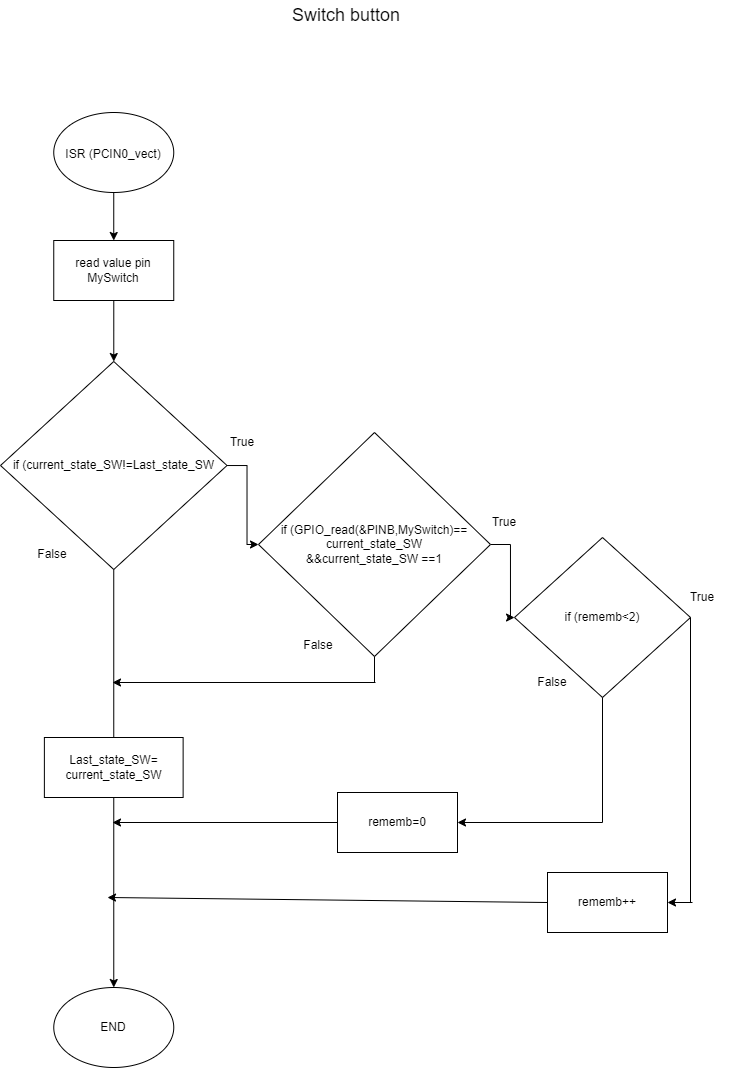 Switch button
ISR (PCIN0_vect)
read value pin
MySwitch
True
if (current_state_SW!=Last_state_SW
True
if (GPIO_read(&PINB,MySwitch)==
current_state_SW
&&current_state_SW ==1
False
True
if (rememb<2)
False
False
Last_state_SW=
current_state_SW
rememb=0
rememb++
END